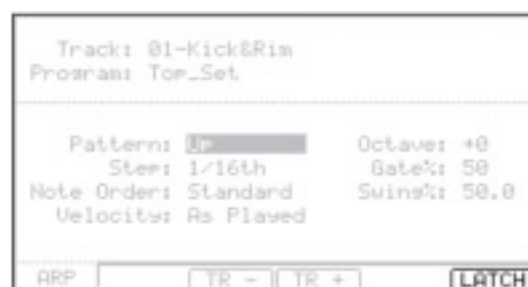 Track: 01-Kick&Rim
Program: Top_Set
Pattern: Up Octave: +0
Step: 1/16th Gate%: 50
Note Order: Standard Swing%: 50.0
Velocity: As Played
ARP TR - TR + LATCH